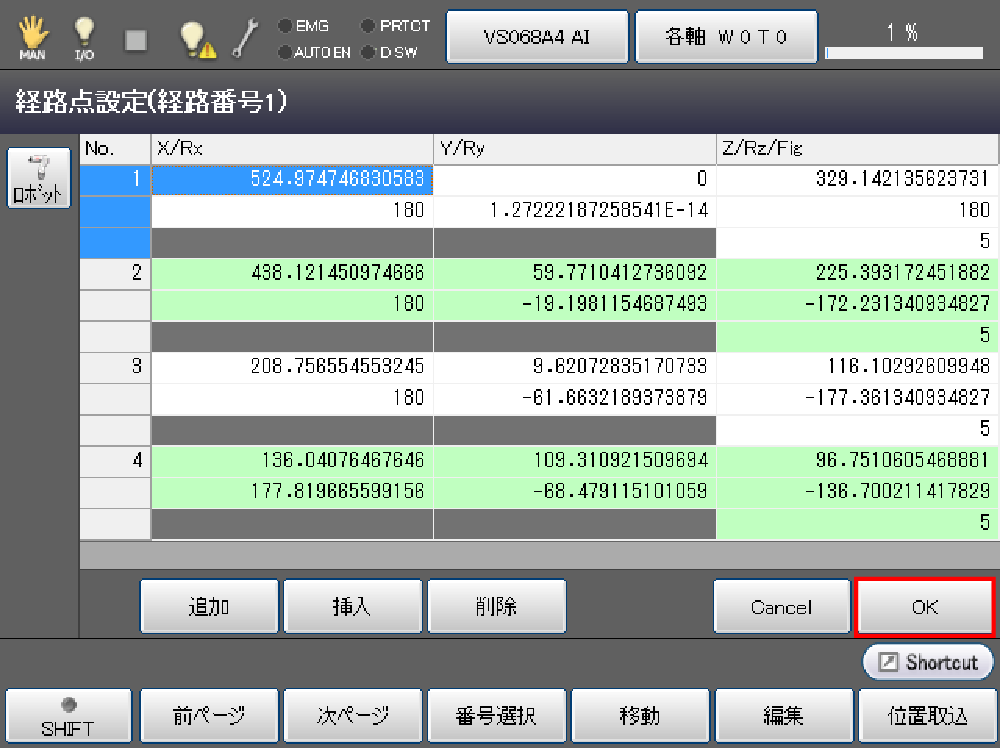 MAN
I/O
EMG
PRTCT
AUTO EN
D SW
VS068A4 AI
各軸 W 0 T 0
1 %
経路点設定(経路番号1)
ロボット
No. X/Rx Y/Ry Z/Rz/Fig
1 524.974746830583 0 329.142135623731
180 1.27222187258541E-14 180
5
2 438.121450974666 59.7710412736092 225.393172451882
180 -19.1981154687493 -172.231340934827
5
3 208.756554553245 9.62072835170733 116.10292609948
180 -61.6632189373879 -177.361340934827
5
4 136.04076467646 109.310921509694 96.7510605468881
177.819665599156 -68.479115101059 -136.700211417829
5
追加 挿入 削除 Cancel OK
Shortcut
SHIFT 前ページ 次ページ 番号選択 移動 編集 位置取込